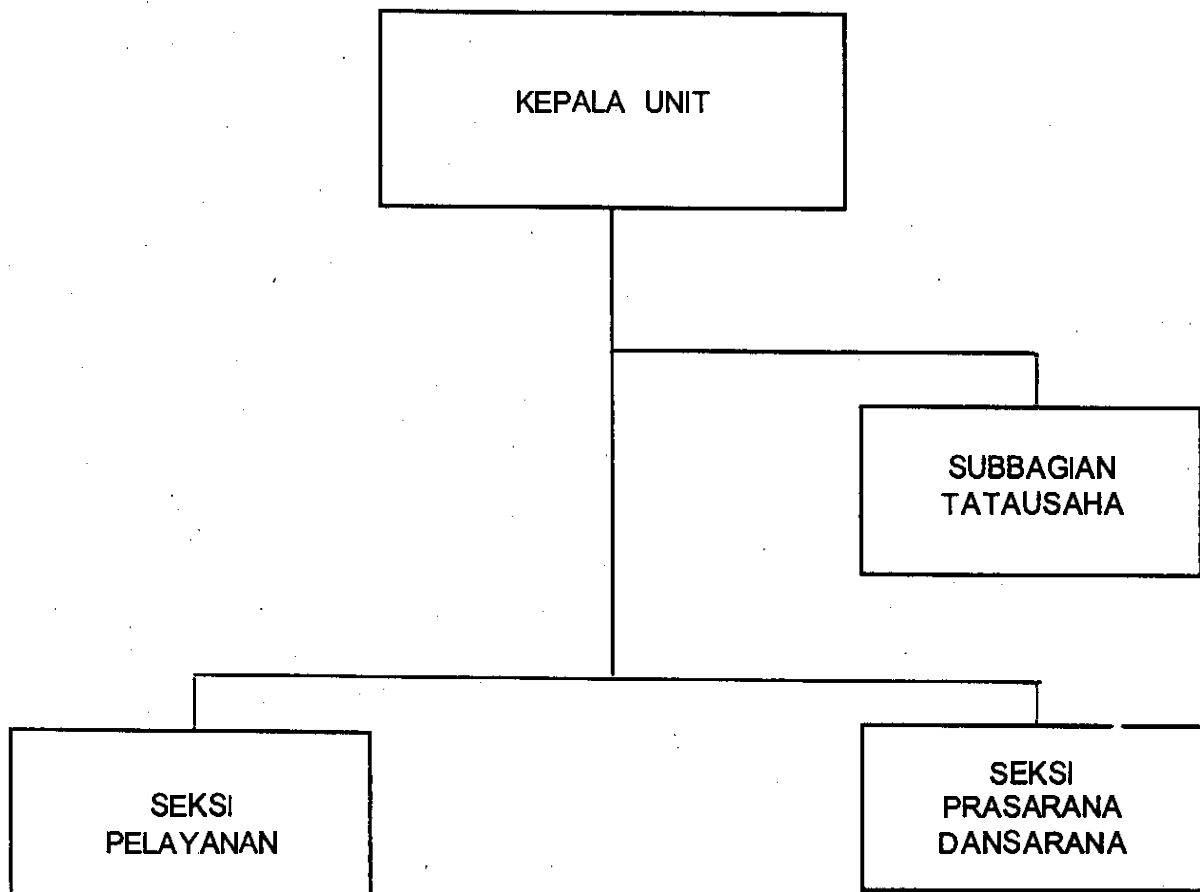 KEPALA UNIT
SUBBAGIAN
TATAUSAHA
SEKSI
PELAYANAN
SEKSI
PRASARANA
DANSARANA